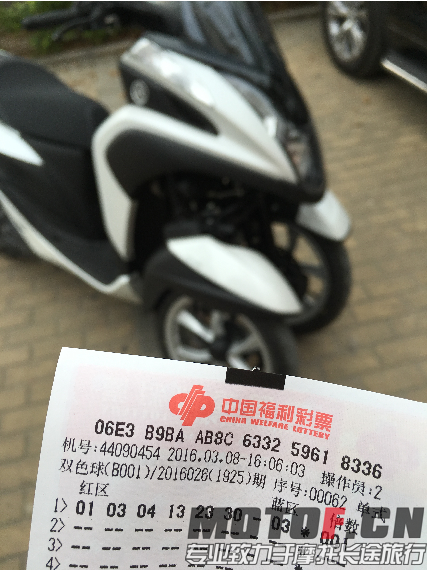 中国福利彩票
CHINA WELFARE LOTTERY
06E3 B9BA AB8C 6332 5961 8336
机号:44090454 2016.03.08-16:06:03 操作员:2
双色球(B001)/2016026(1925)期 序号:00062 单式
红区 蓝区 倍数
1> 01 03 04 13 23 30 - 03 * 001
2> -- -- -- -- --
3> -- -- -- --
4>
MOTO8.CN
专业致力于摩托长途旅行